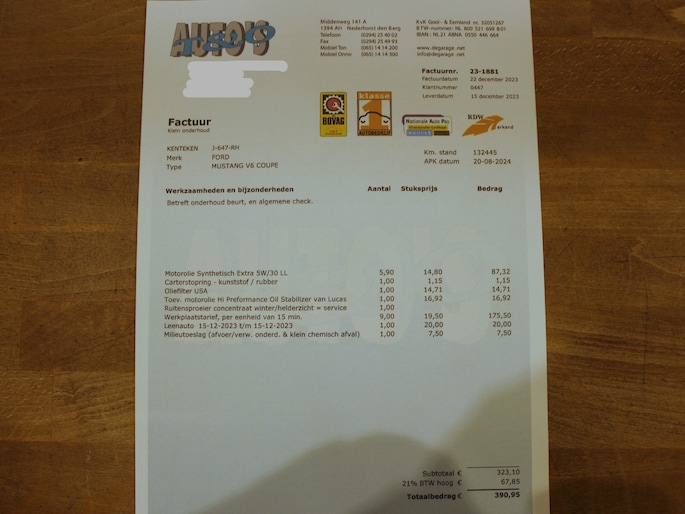 AUTO'S
Middenweg 141 A
1394 AH Nederhorst den Berg
Telefoon (0294) 25 40 02
Fax (0294) 25 49 93
Mobiel Ton (065) 14 14 200
Mobiel Onno (065) 14 14 300
KvK Gooi- & Eemland nr. 32051267
BTW-nummer: NL 800 521 698 B01
IBAN: NL 21 ABNA 0550 446 664
www.degarage.net
info@degarage.net
Factuurnr. 23-1881
Factuurdatum 22 december 2023
Klantnummer 0447
Leverdatum 15 december 2023
Factuur
Klein onderhoud
BOVAG
klasse
1
AUTOBEDRIJF
Nationale Auto Pas
RDW
erkend
KENTEKEN J-647-RH
Merk FORD
Type MUSTANG V6 COUPE
Km. stand 132445
APK datum 20-08-2024
Werkzaamheden en bijzonderheden Aantal Stuksprijs Bedrag
Betreft onderhoud beurt, en algemene check.
Motorolie Synthetisch Extra 5W/30 LL 5,90 14,80 87,32
Carterstopring - kunststof / rubber 1,00 1,15 1,15
Oliefilter USA 1,00 14,71 14,71
Toev. motorolie Hi Preformance Oil Stabilizer van Lucas 1,00 16,92 16,92
Ruitensproeier concentraat winter/helderzicht = service 1,00
Werkplaatstarief, per eenheid van 15 min. 9,00 19,50 175,50
Leenauto 15-12-2023 t/m 15-12-2023 1,00 20,00 20,00
Milieutoeslag (afvoer/verw. onderd. & klein chemisch afval) 1,00 7,50 7,50
Subtotaal € 323,10
21% BTW hoog € 67,85
Totaalbedrag € 390,95